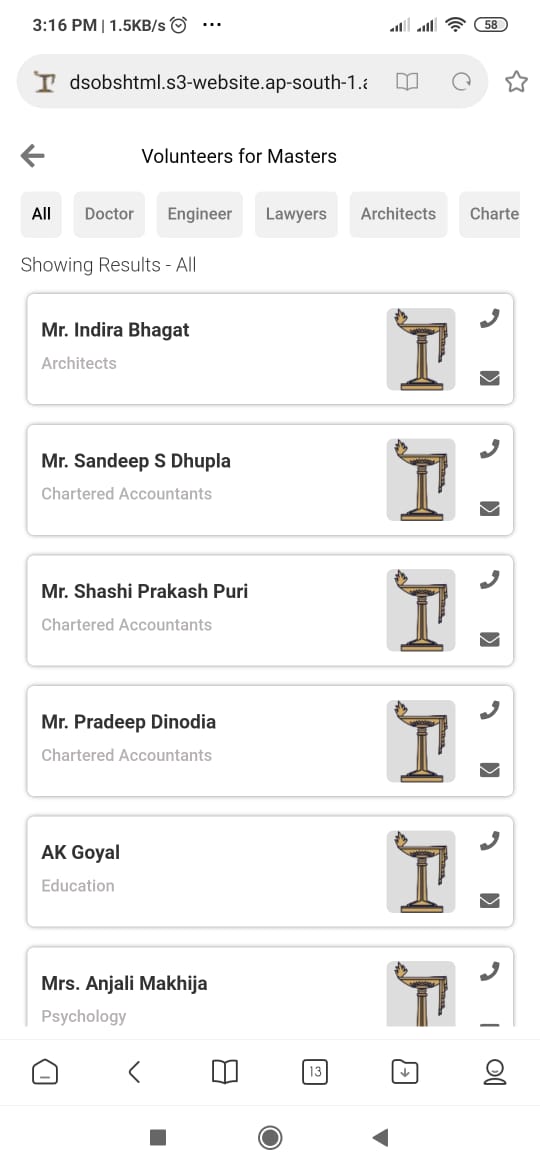 3:16 PM | 1.5KB/s ...
58
dsobshtml.s3-website.ap-south-1.a
Volunteers for Masters
All Doctor Engineer Lawyers Architects Charte
Showing Results - All
Mr. Indira Bhagat
Architects
Mr. Sandeep S Dhupla
Chartered Accountants
Mr. Shashi Prakash Puri
Chartered Accountants
Mr. Pradeep Dinodia
Chartered Accountants
AK Goyal
Education
Mrs. Anjali Makhija
Psychology
13